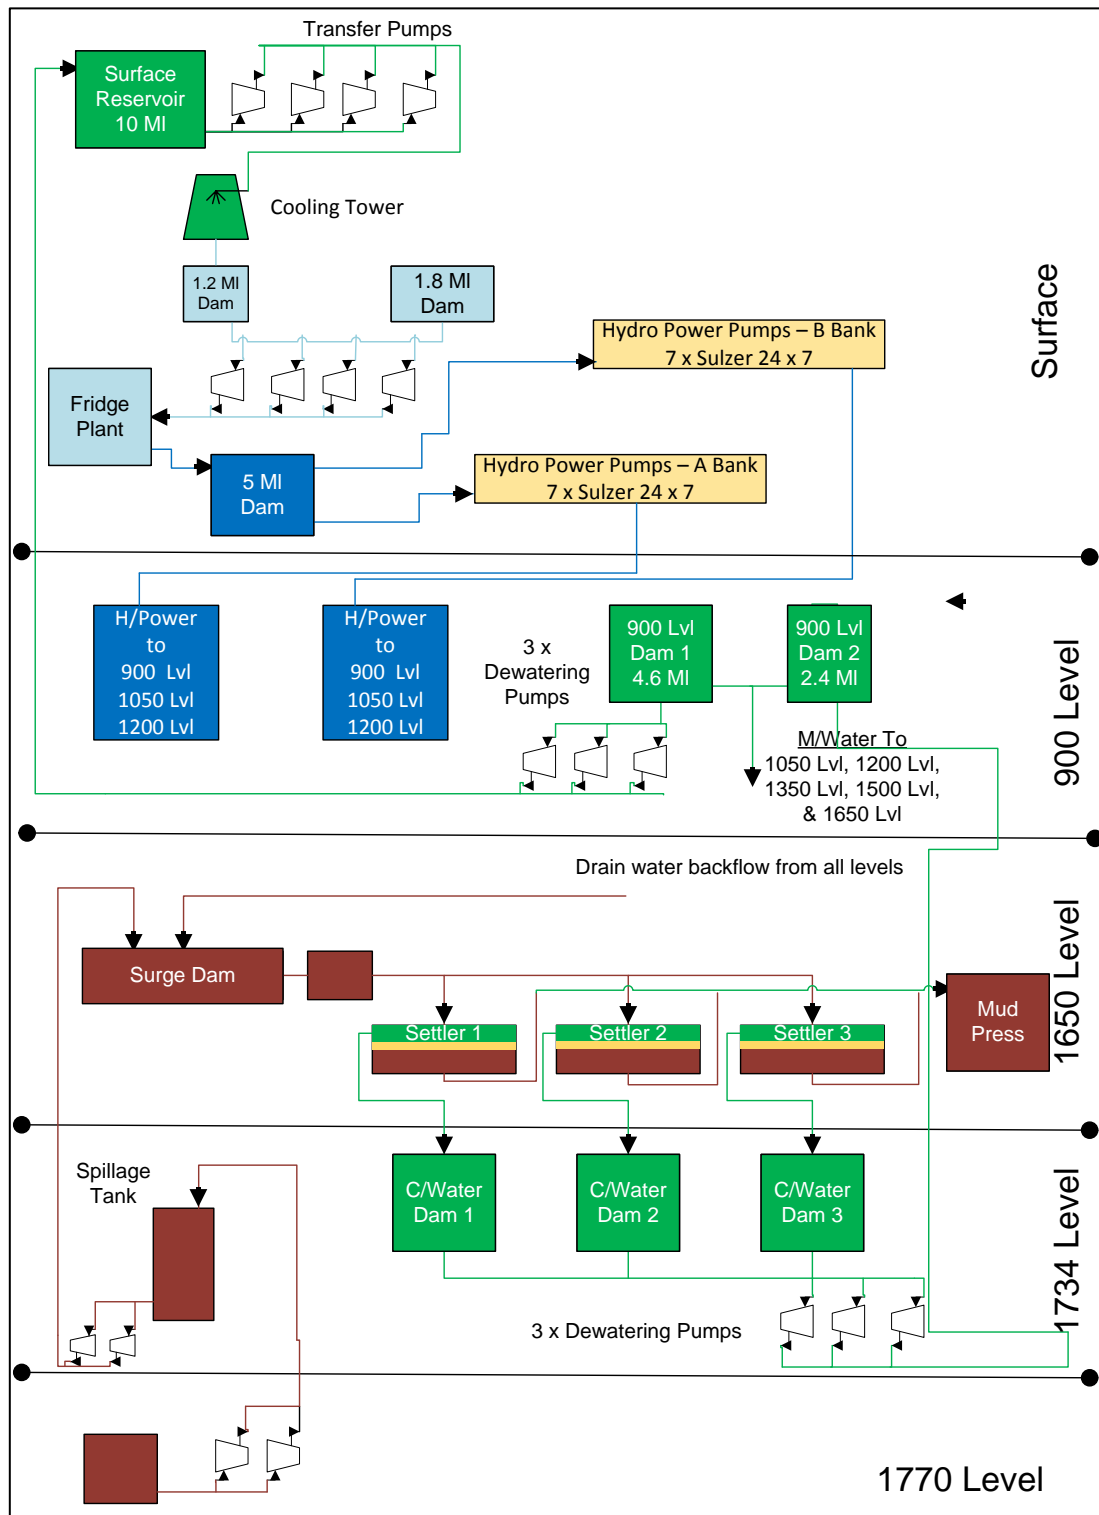 Transfer Pumps
Surface
Reservoir
10 Ml
Cooling Tower
1.2 Ml
Dam
1.8 Ml
Dam
Surface
Hydro Power Pumps – B Bank
7 x Sulzer 24 x 7
Fridge
Plant
5 Ml
Dam
Hydro Power Pumps – A Bank
7 x Sulzer 24 x 7
H/Power
to
900 Lvl
1050 Lvl
1200 Lvl
H/Power
to
900 Lvl
1050 Lvl
1200 Lvl
3 x
Dewatering
Pumps
900 Lvl
Dam 1
4.6 Ml
900 Lvl
Dam 2
2.4 Ml
M/Water To
1050 Lvl, 1200 Lvl,
1350 Lvl, 1500 Lvl,
& 1650 Lvl
900 Level
Drain water backflow from all levels
Surge Dam
Settler 1
Settler 2
Settler 3
Mud
Press
1650 Level
Spillage
Tank
C/Water
Dam 1
C/Water
Dam 2
C/Water
Dam 3
3 x Dewatering Pumps
1734 Level
1770 Level